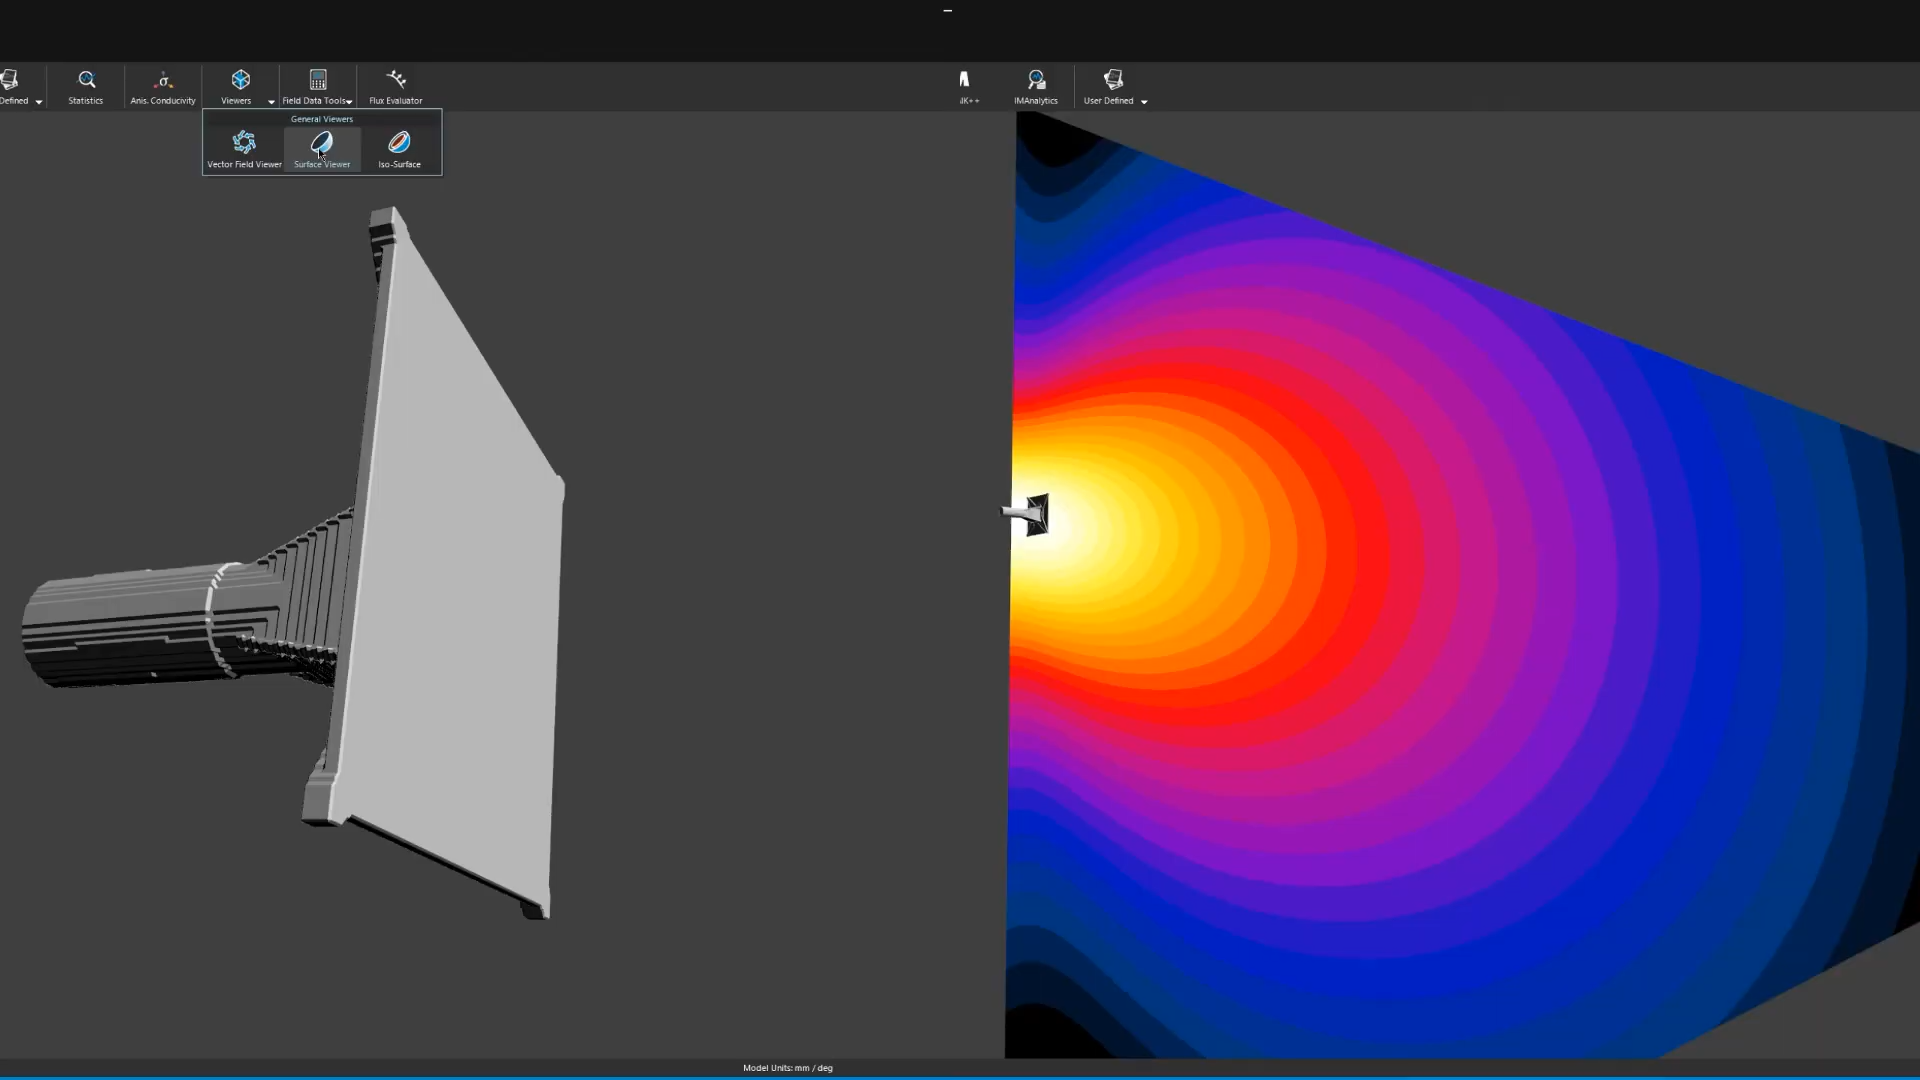 Defined
Statistics
Anis. Conductivity
Viewers
Field Data Tools
Flux Evaluator
IMAnalytics
User Defined
General Viewers
Vector Field Viewer
Surface Viewer
Iso-Surface
Model Units: mm / deg